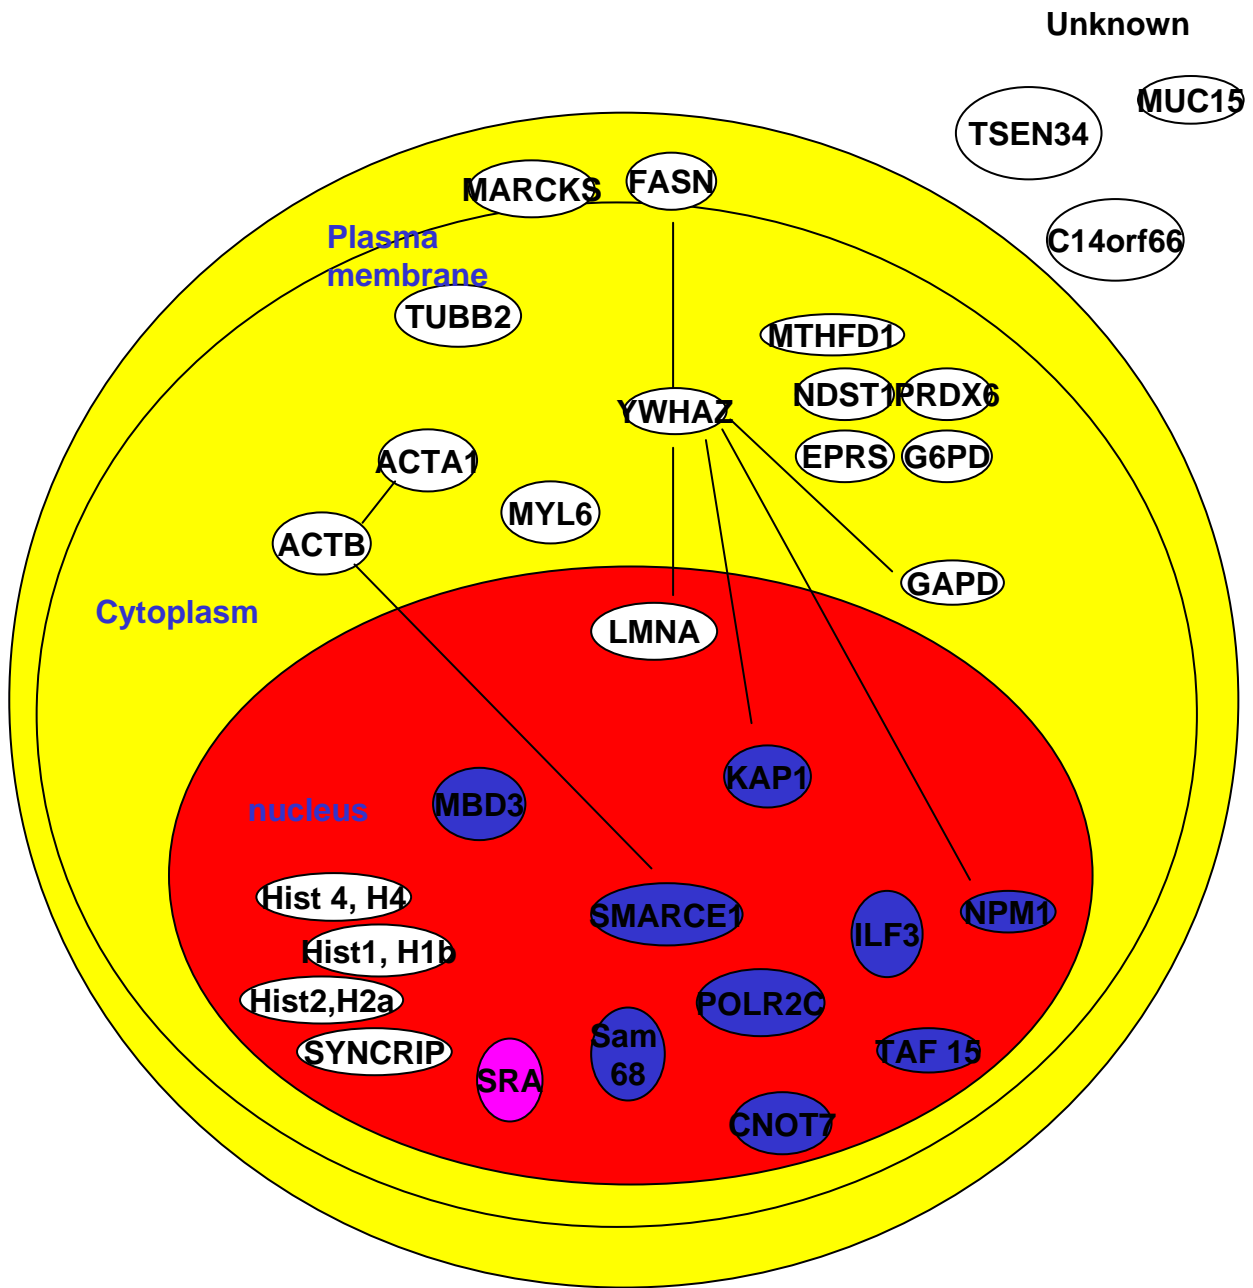 Unknown
MUC15
TSEN34
MARCKS
FASN
C14orf66
Plasma
membrane
TUBB2
MTHFD1
NDST1
PRDX6
YWHAZ
EPRS
G6PD
ACTA1
MYL6
ACTB
GAPD
Cytoplasm
LMNA
KAP1
MBD3
nucleus
Hist 4, H4
SMARCE1
NPM1
ILF3
Hist1, H1b
Hist2,H2a
POLR2C
Sam
68
TAF 15
SYNCRIP
SRA
CNOT7